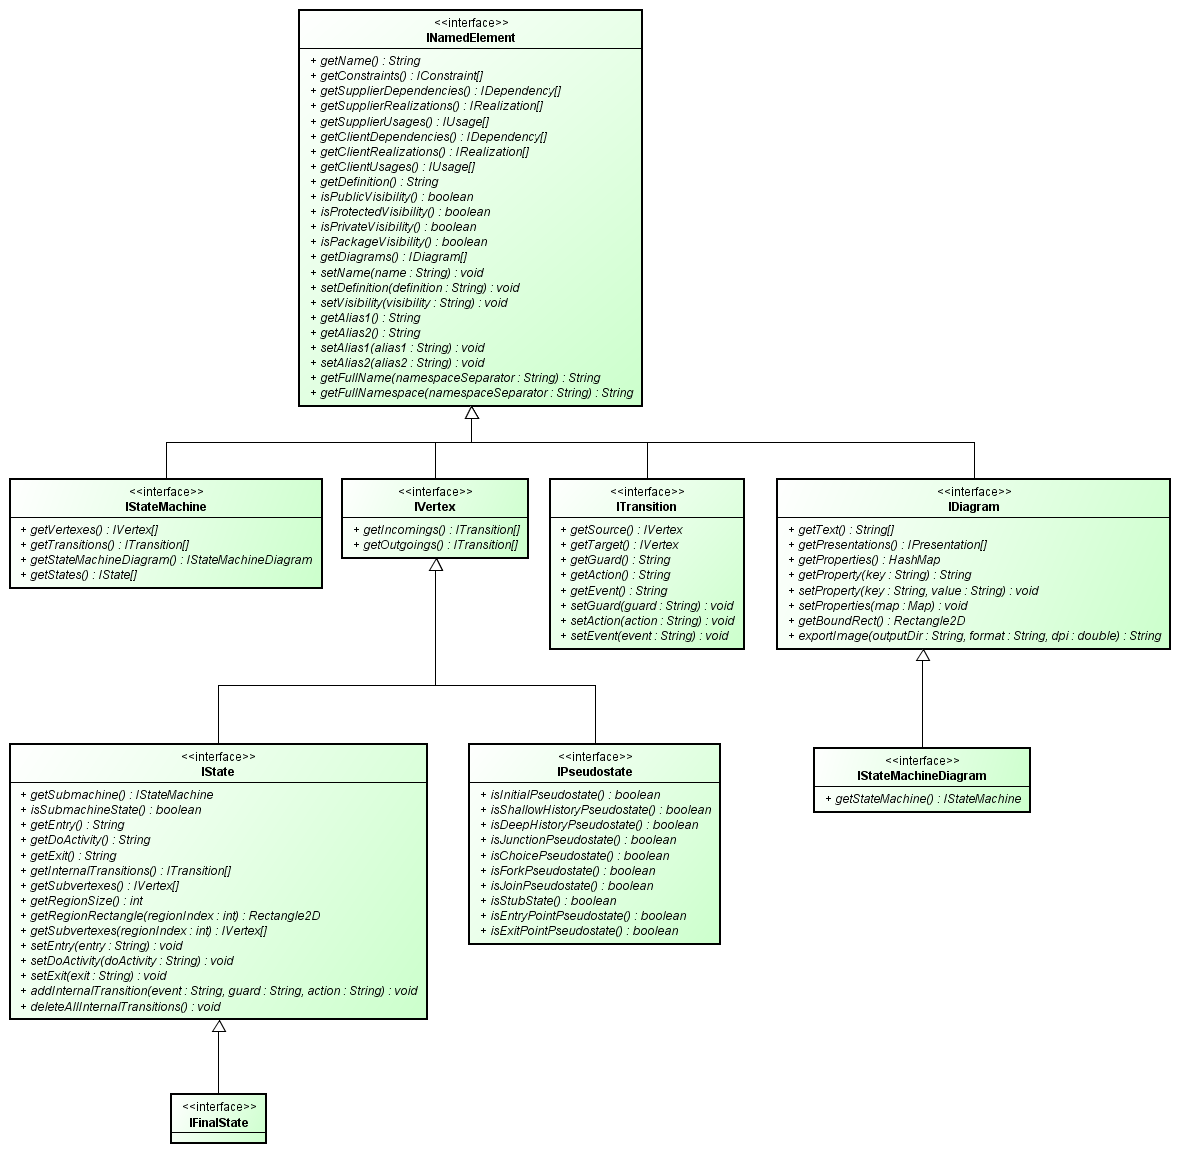 <<interface>>
INamedElement
+ getName() : String
+ getConstraints() : IConstraint[]
+ getSupplierDependencies() : IDependency[]
+ getSupplierRealizations() : IRealization[]
+ getSupplierUsages() : IUsage[]
+ getClientDependencies() : IDependency[]
+ getClientRealizations() : IRealization[]
+ getClientUsages() : IUsage[]
+ getDefinition() : String
+ isPublicVisibility() : boolean
+ isProtectedVisibility() : boolean
+ isPrivateVisibility() : boolean
+ isPackageVisibility() : boolean
+ getDiagrams() : IDiagram[]
+ setName(name : String) : void
+ setDefinition(definition : String) : void
+ setVisibility(visibility : String) : void
+ getAlias1() : String
+ getAlias2() : String
+ setAlias1(alias1 : String) : void
+ setAlias2(alias2 : String) : void
+ getFullName(namespaceSeparator : String) : String
+ getFullNamespace(namespaceSeparator : String) : String
<<interface>>
IStateMachine
+ getVertexes() : IVertex[]
+ getTransitions() : ITransition[]
+ getStateMachineDiagram() : IStateMachineDiagram
+ getStates() : IState[]
<<interface>>
IVertex
+ getIncomings() : ITransition[]
+ getOutgoings() : ITransition[]
<<interface>>
ITransition
+ getSource() : IVertex
+ getTarget() : IVertex
+ getGuard() : String
+ getAction() : String
+ getEvent() : String
+ setGuard(guard : String) : void
+ setAction(action : String) : void
+ setEvent(event : String) : void
<<interface>>
IDiagram
+ getText() : String[]
+ getPresentations() : IPresentation[]
+ getProperties() : HashMap
+ getProperty(key : String) : String
+ setProperty(key : String, value : String) : void
+ setProperties(map : Map) : void
+ getBoundRect() : Rectangle2D
+ exportImage(outputDir : String, format : String, dpi : double) : String
<<interface>>
IState
+ getSubmachine() : IStateMachine
+ isSubmachineState() : boolean
+ getEntry() : String
+ getDoActivity() : String
+ getExit() : String
+ getInternalTransitions() : ITransition[]
+ getSubvertexes() : IVertex[]
+ getRegionSize() : int
+ getRegionRectangle(regionIndex : int) : Rectangle2D
+ getSubvertexes(regionIndex : int) : IVertex[]
+ setEntry(entry : String) : void
+ setDoActivity(doActivity : String) : void
+ setExit(exit : String) : void
+ addInternalTransition(event : String, guard : String, action : String) : void
+ deleteAllInternalTransitions() : void
<<interface>>
IPseudostate
+ isInitialPseudostate() : boolean
+ isShallowHistoryPseudostate() : boolean
+ isDeepHistoryPseudostate() : boolean
+ isJunctionPseudostate() : boolean
+ isChoicePseudostate() : boolean
+ isForkPseudostate() : boolean
+ isJoinPseudostate() : boolean
+ isStubState() : boolean
+ isEntryPointPseudostate() : boolean
+ isExitPointPseudostate() : boolean
<<interface>>
IStateMachineDiagram
+ getStateMachine() : IStateMachine
<<interface>>
IFinalState